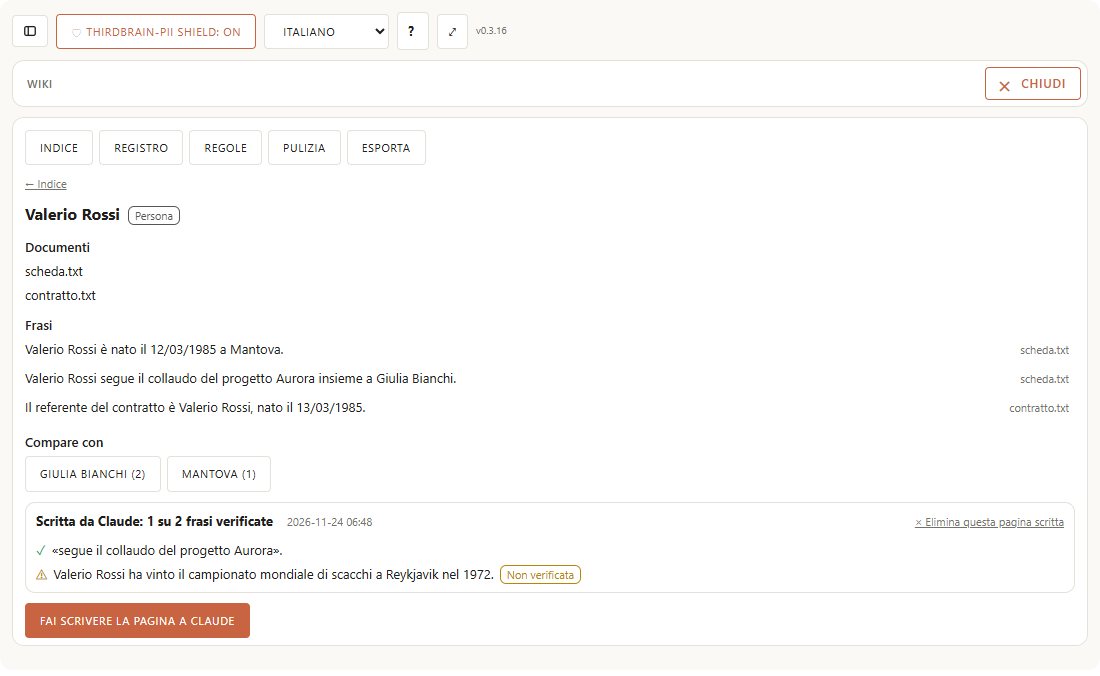 THIRDBRAIN-PII SHIELD: ON ITALIANO ? v0.3.16
WIKI × CHIUDI
INDICE REGISTRO REGOLE PULIZIA ESPORTA
← Indice
Valerio Rossi Persona
Documenti
scheda.txt
contratto.txt
Frasi
Valerio Rossi è nato il 12/03/1985 a Mantova. scheda.txt
Valerio Rossi segue il collaudo del progetto Aurora insieme a Giulia Bianchi. scheda.txt
Il referente del contratto è Valerio Rossi, nato il 13/03/1985. contratto.txt
Compare con
GIULIA BIANCHI (2) MANTOVA (1)
Scritta da Claude: 1 su 2 frasi verificate 2026-11-24 06:48 × Elimina questa pagina scritta
✓ «segue il collaudo del progetto Aurora».
⚠ Valerio Rossi ha vinto il campionato mondiale di scacchi a Reykjavik nel 1972. Non verificata
FAI SCRIVERE LA PAGINA A CLAUDE